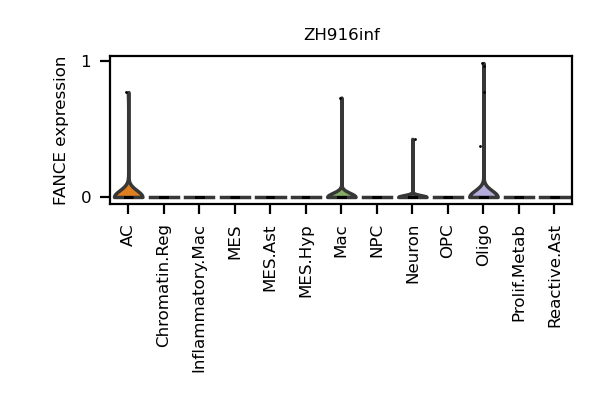 ZH916inf
FANCE expression
1
0
AC
Chromatin.Reg
Inflammatory.Mac
MES
MES.Ast
MES.Hyp
Mac
NPC
Neuron
OPC
Oligo
Prolif.Metab
Reactive.Ast